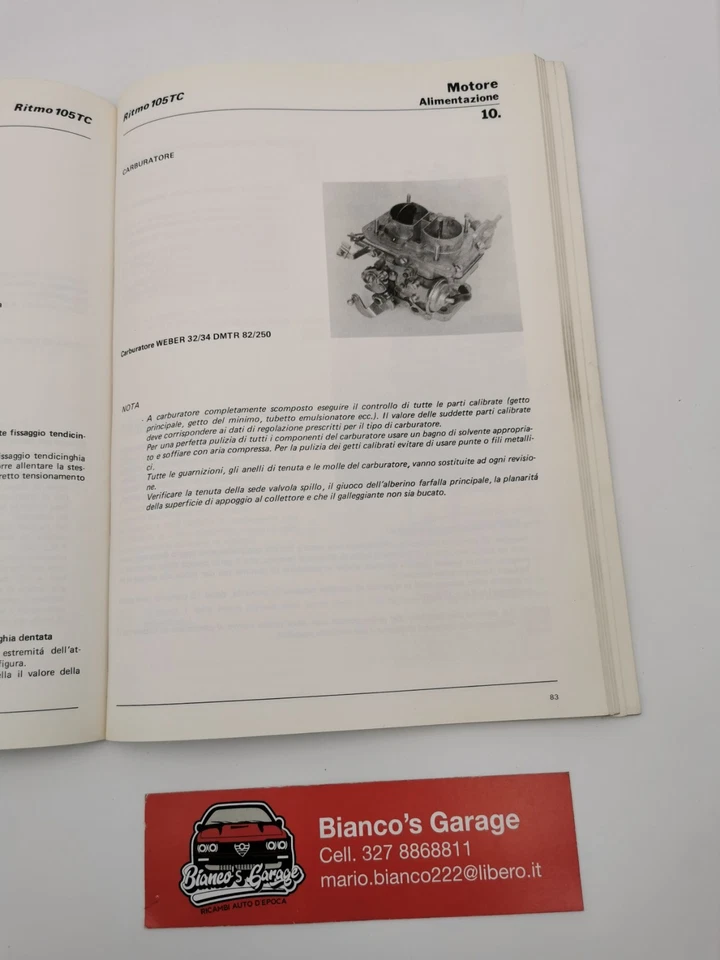 Ritmo 105TC
te fissaggio tendicin-
ssaggio tendicinghia
rre allentare la stes-
retto tensionamento
ghia dentata
estremitá dell'at-
figura.
lla il valore della
Ritmo 105TC
Motore
Alimentazione
10.
CARBURATORE
Carburatore WEBER 32/34 DMTR 82/250
NOTA
- A carburatore completamente scomposto eseguire il controllo di tutte le parti calibrate (getto
principale, getto del minimo, tubetto emulsionatore ecc.). Il valore delle suddette parti calibrate
deve corrispondere ai dati di regolazione prescritti per il tipo di carburatore.
Per una perfetta pulizia di tutti i componenti del carburatore usare un bagno di solvente appropria-
to e soffiare con aria compressa. Per la pulizia dei getti calibrati evitare di usare punte o fili metalli-
ci.
Tutte le guarnizioni, gli anelli di tenuta e le molle del carburatore, vanno sostituite ad ogni revisio-
ne.
Verificare la tenuta della sede valvola spillo, il giuoco dell'alberino farfalla principale, la planaritá
della superficie di appoggio al collettore e che il galleggiante non sia bucato.
83
Bianco's Garage
RICAMBI AUTO D'EPOCA
Bianco's Garage
Cell. 327 8868811
mario.bianco222@libero.it